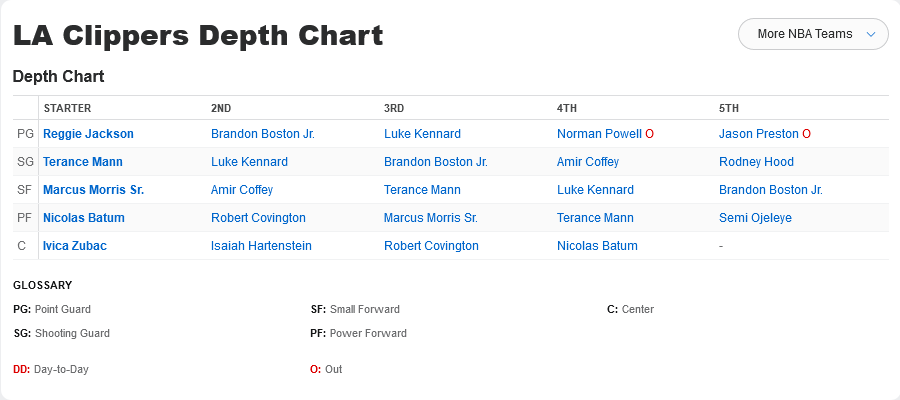 LA Clippers Depth Chart
More NBA Teams
Depth Chart
STARTER 2ND 3RD 4TH 5TH
PG Reggie Jackson Brandon Boston Jr. Luke Kennard Norman Powell O Jason Preston O
SG Terance Mann Luke Kennard Brandon Boston Jr. Amir Coffey Rodney Hood
SF Marcus Morris Sr. Amir Coffey Terance Mann Luke Kennard Brandon Boston Jr.
PF Nicolas Batum Robert Covington Marcus Morris Sr. Terance Mann Semi Ojeleye
C Ivica Zubac Isaiah Hartenstein Robert Covington Nicolas Batum -
GLOSSARY
PG: Point Guard SF: Small Forward C: Center
SG: Shooting Guard PF: Power Forward
DD: Day-to-Day O: Out